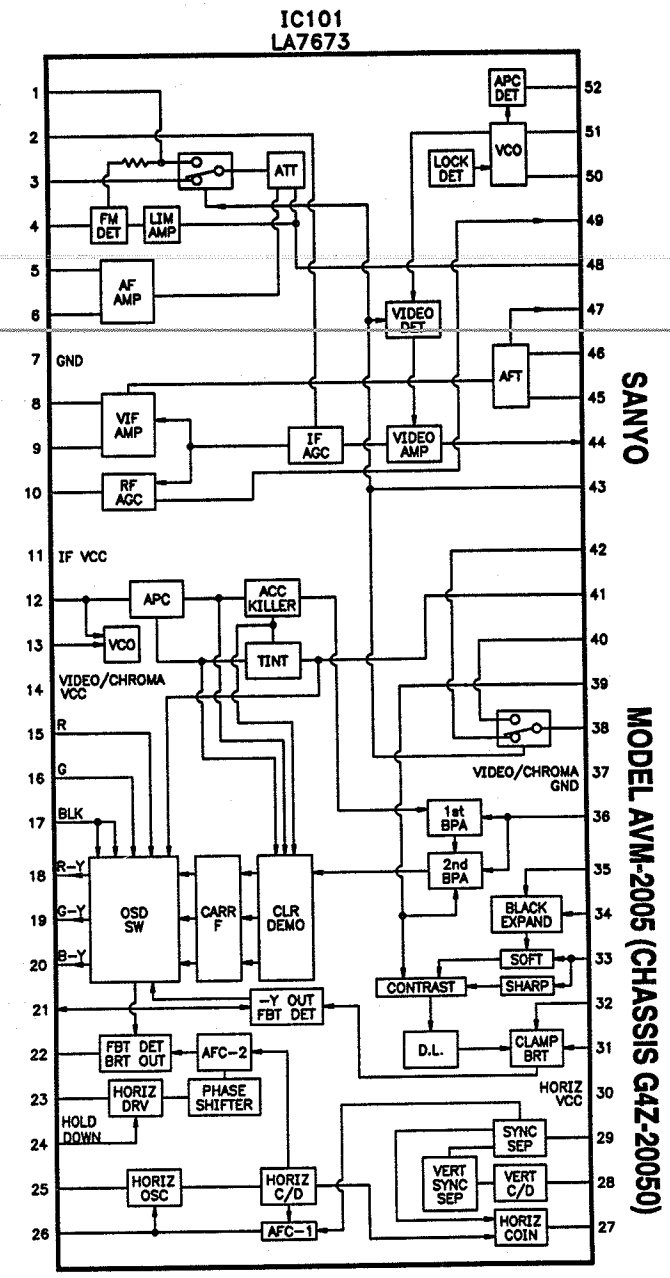 IC101
LA7673
1
2
3
4
5
6
7 GND
8
9
10
11 IF VCC
12
13
14 VIDEO/CHROMA
VCC
15 R
16 G
17 BLK
18 R-Y
19 G-Y
20 B-Y
21
22
23
24 HOLD
DOWN
25
26
APC
DET
VCO
LOCK
DET
ATT
FM
DET
LIM
AMP
AF
AMP
VIDEO
DET
AFT
VIF
AMP
IF
AGC
VIDEO
AMP
RF
AGC
APC
ACC
KILLER
VCO
TINT
1st
BPA
2nd
BPA
OSD
SW
CARR
F
CLR
DEMO
BLACK
EXPAND
SOFT
SHARP
CONTRAST
-Y OUT
FBT DET
D.L.
CLAMP
BRT
FBT DET
BRT OUT
AFC-2
HORIZ
DRV
PHASE
SHIFTER
SYNC
SEP
VERT
SYNC
SEP
VERT
C/D
HORIZ
OSC
HORIZ
C/D
AFC-1
HORIZ
COIN
52
51
50
49
48
47
46
45
44
43
42
41
40
39
38
VIDEO/CHROMA
GND 37
36
35
34
33
32
31
HORIZ
VCC 30
29
28
27
SANYO
MODEL AVM-2005 (CHASSIS G4Z-20050)